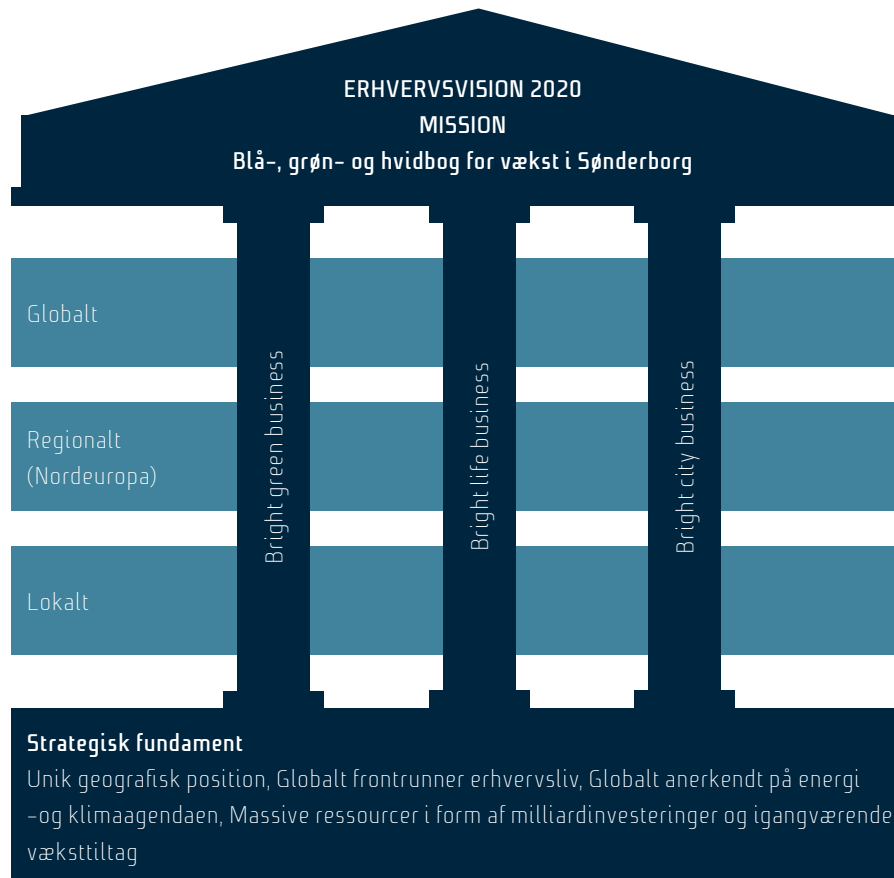 ERHVERVSVISION 2020
MISSION
Blå-, grøn- og hvidbog for vækst i Sønderborg
Globalt
Regionalt
(Nordeuropa)
Lokalt
Bright green business
Bright life business
Bright city business
Strategisk fundament
Unik geografisk position, Globalt frontrunner erhvervsliv, Globalt anerkendt på energi
-og klimaagendaen, Massive ressourcer i form af milliardinvesteringer og igangværende
væksttiltag